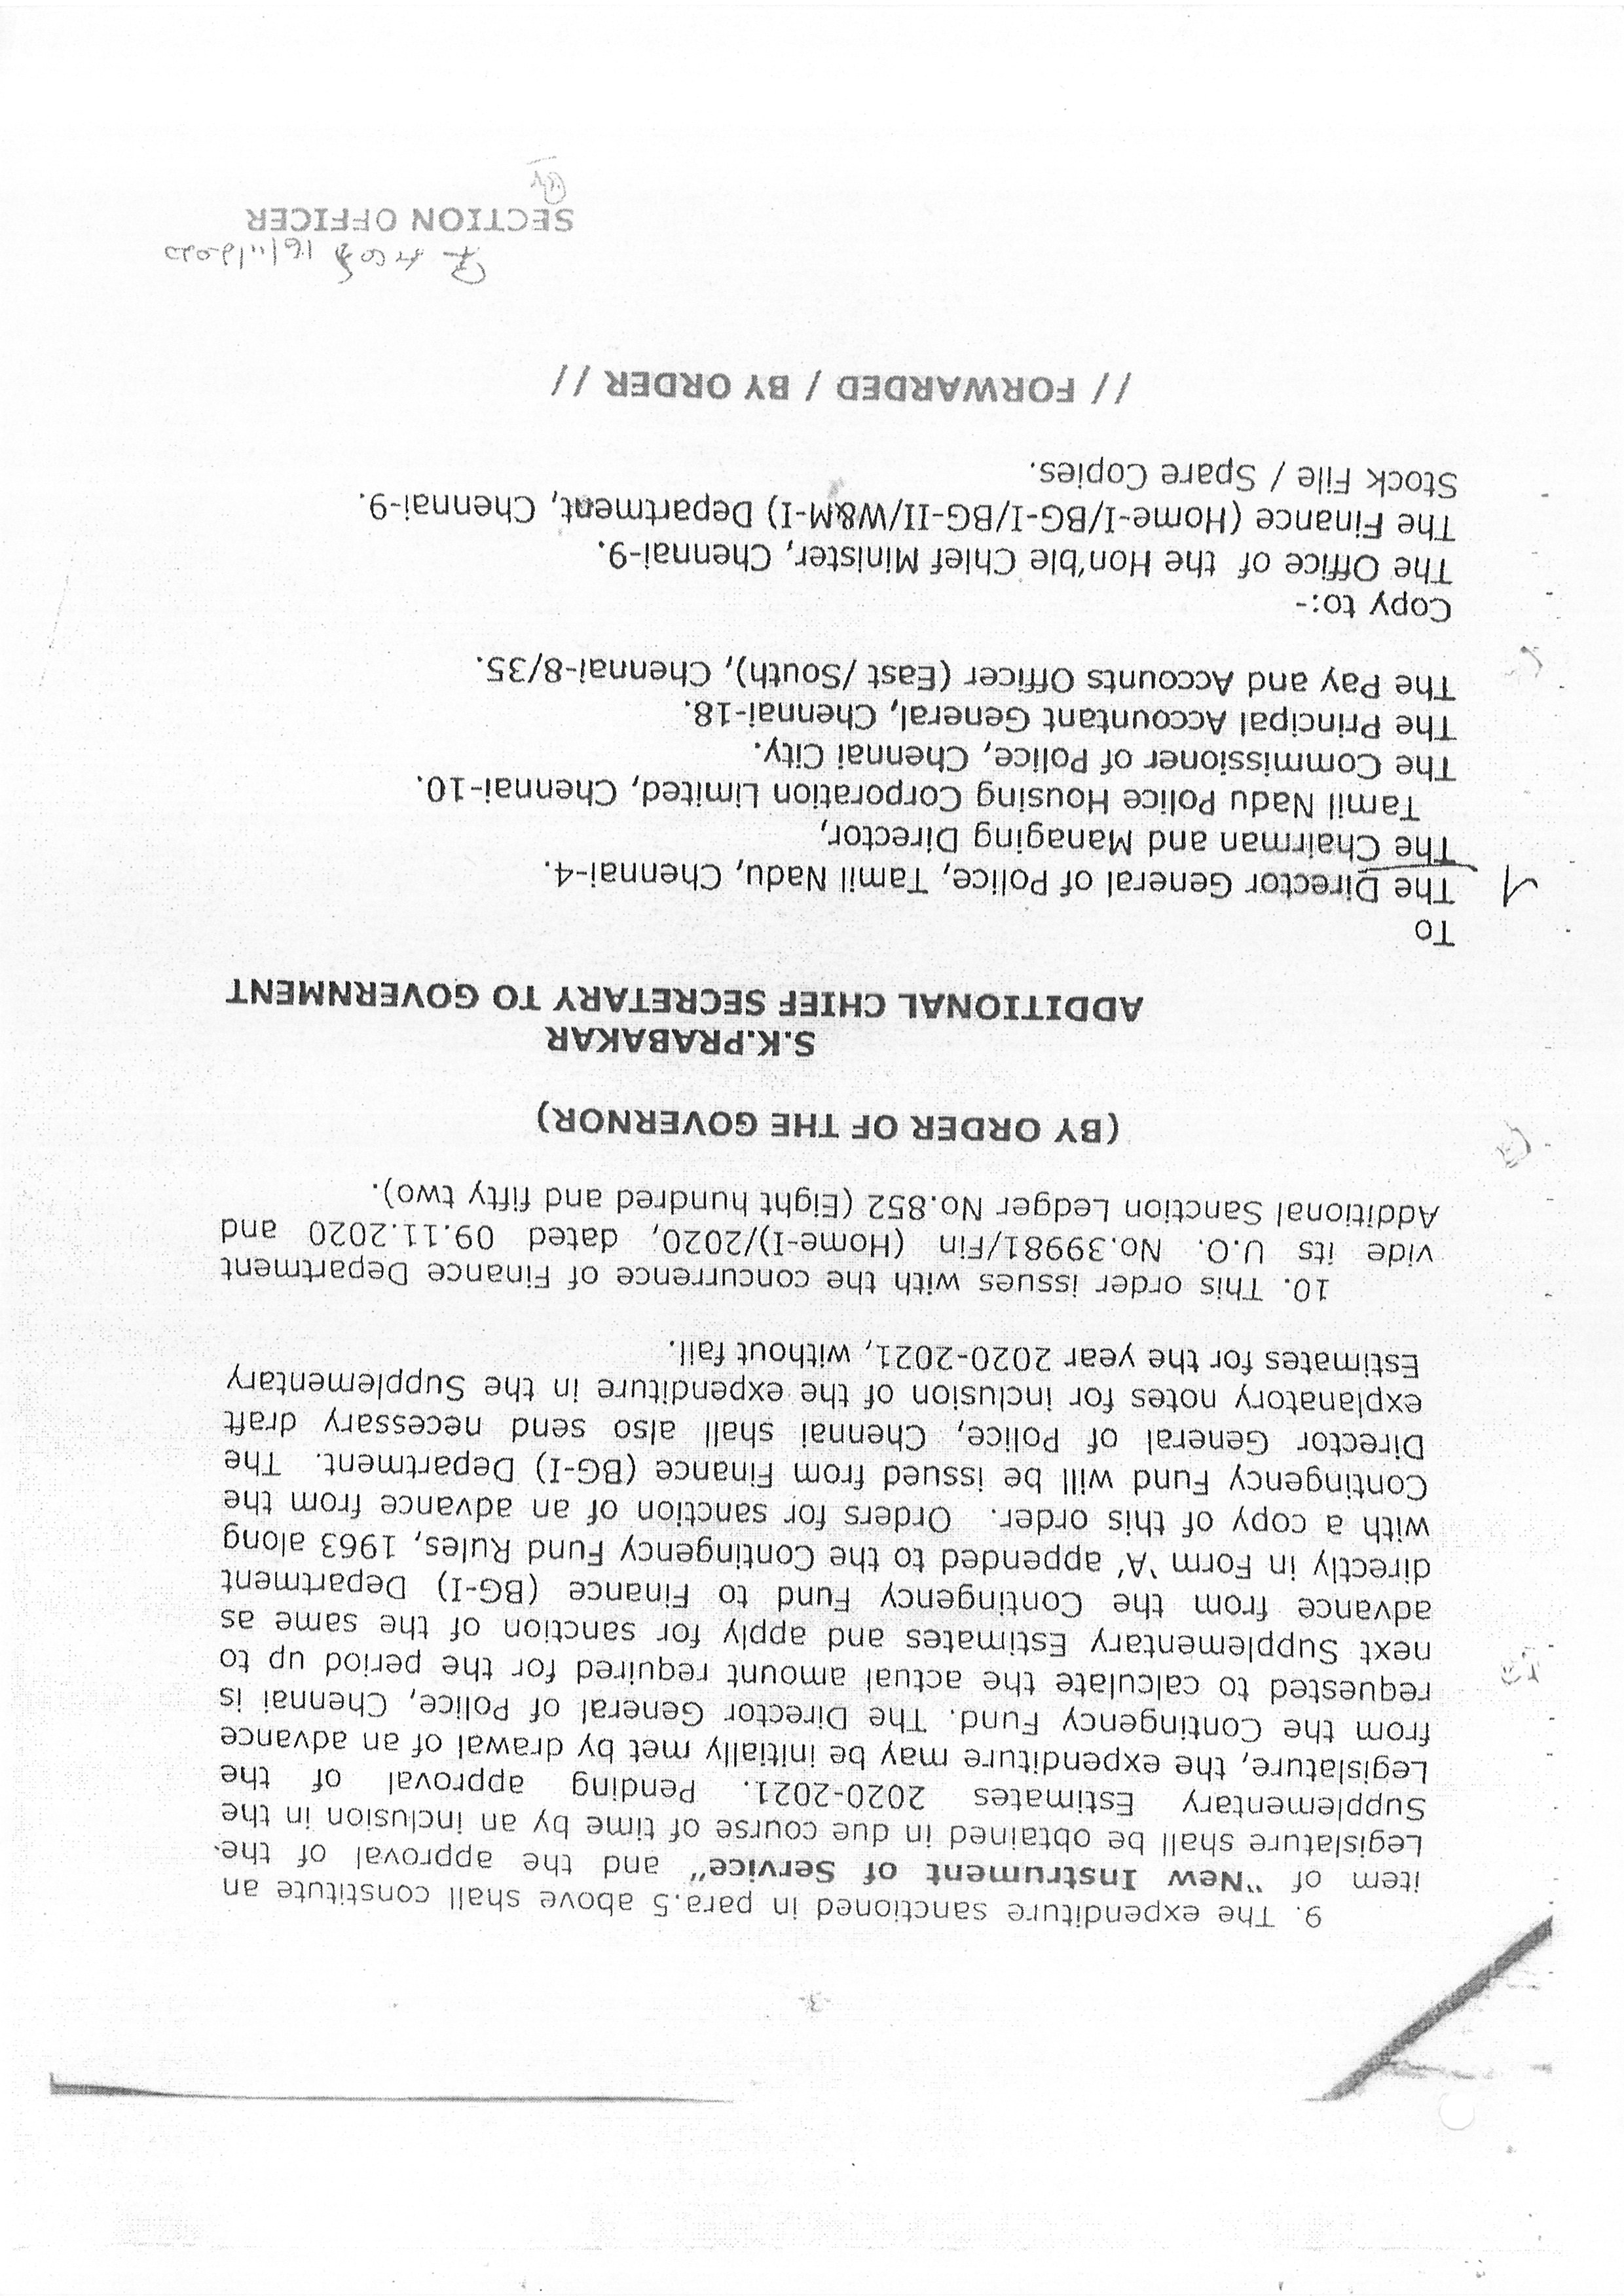 -3-
9. The expenditure sanctioned in para.5 above shall constitute an
item of "New Instrument of Service" and the approval of the
Legislature shall be obtained in due course of time by an inclusion in the
Supplementary Estimates 2020-2021. Pending approval of the
Legislature, the expenditure may be initially met by drawal of an advance
from the Contingency Fund. The Director General of Police, Chennai is
requested to calculate the actual amount required for the period up to
next Supplementary Estimates and apply for sanction of the same as
advance from the Contingency Fund to Finance (BG-I) Department
directly in Form 'A' appended to the Contingency Fund Rules, 1963 along
with a copy of this order. Orders for sanction of an advance from the
Contingency Fund will be issued from Finance (BG-I) Department. The
Director General of Police, Chennai shall also send necessary draft
explanatory notes for inclusion of the expenditure in the Supplementary
Estimates for the year 2020-2021, without fail.
10. This order issues with the concurrence of Finance Department
vide its U.O. No.39981/Fin (Home-I)/2020, dated 09.11.2020 and
Additional Sanction Ledger No.852 (Eight hundred and fifty two).
(BY ORDER OF THE GOVERNOR)
S.K.PRABAKAR
ADDITIONAL CHIEF SECRETARY TO GOVERNMENT
To
The Director General of Police, Tamil Nadu, Chennai-4.
The Chairman and Managing Director,
Tamil Nadu Police Housing Corporation Limited, Chennai-10.
The Commissioner of Police, Chennai City.
The Principal Accountant General, Chennai-18.
The Pay and Accounts Officer (East /South), Chennai-8/35.
Copy to:-
The Office of the Hon'ble Chief Minister, Chennai-9.
The Finance (Home-I/BG-I/BG-II/W&M-I) Department, Chennai-9.
Stock File / Spare Copies.
// FORWARDED / BY ORDER //
16/11/2020
SECTION OFFICER